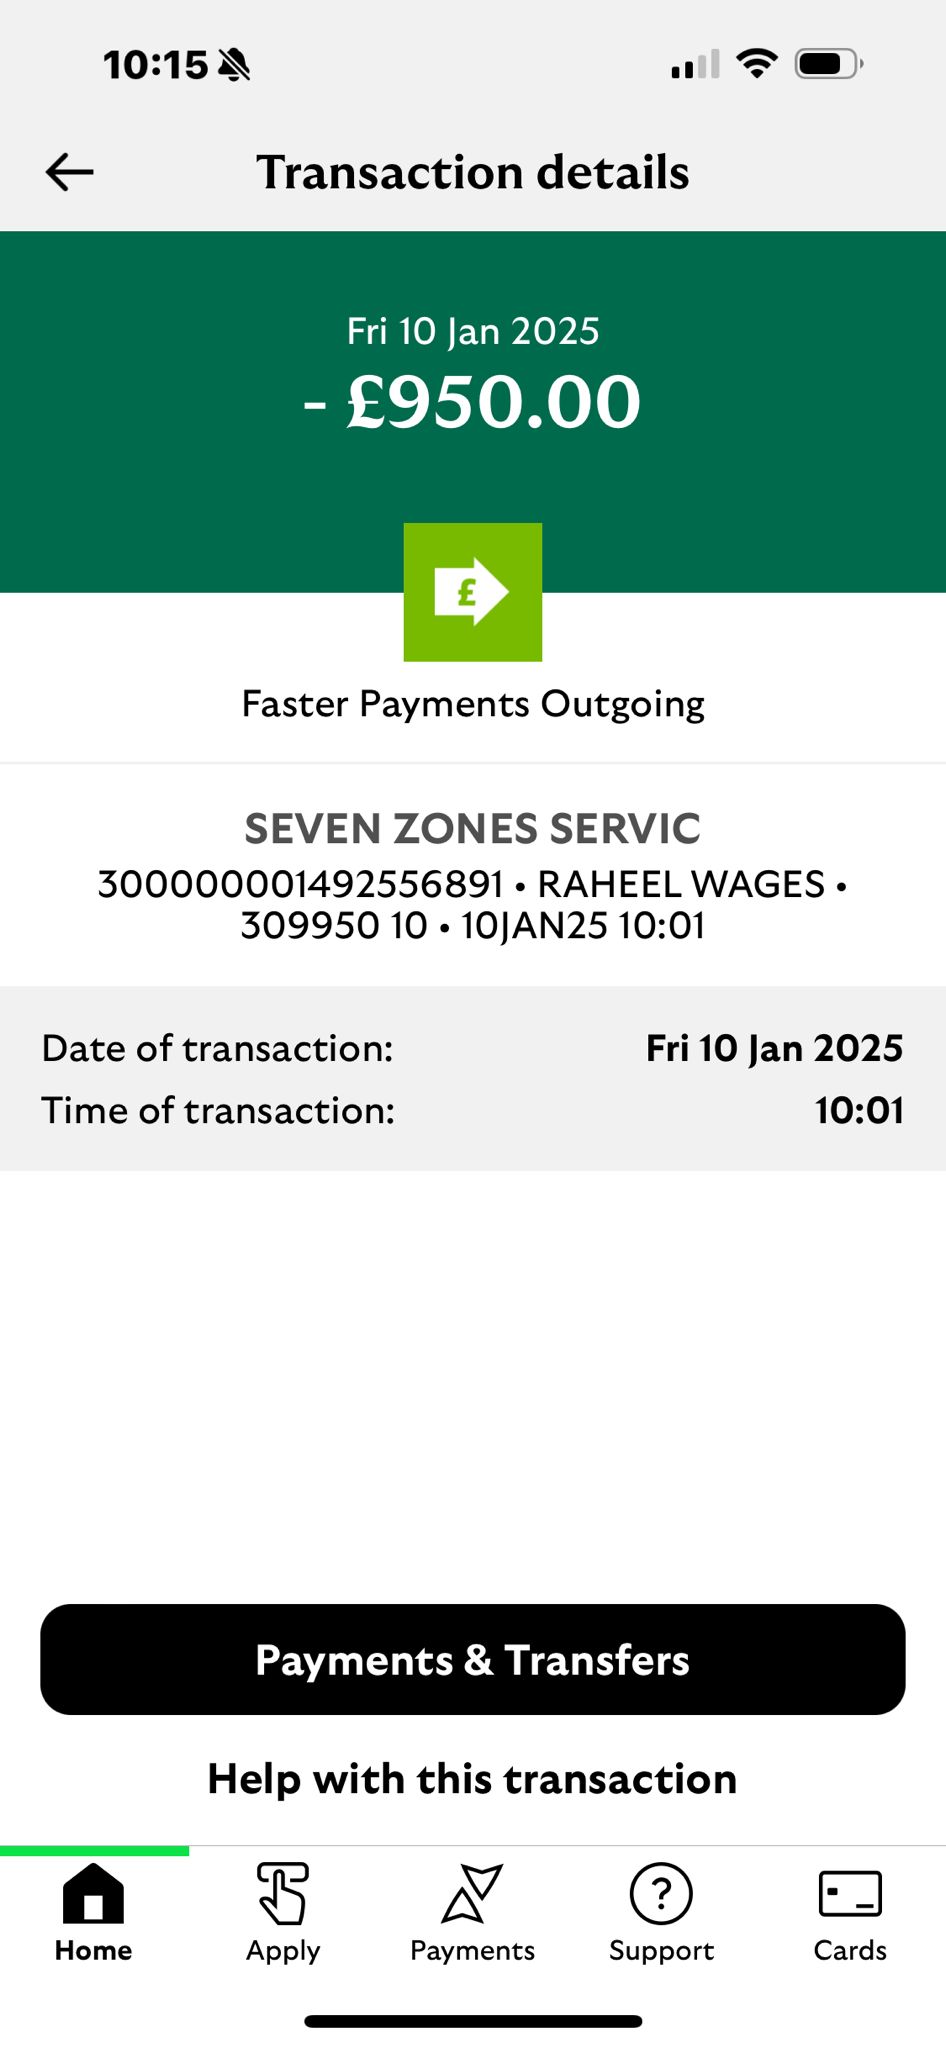 10:15
Transaction details
Fri 10 Jan 2025
- £950.00
£
Faster Payments Outgoing
SEVEN ZONES SERVIC
300000001492556891 • RAHEEL WAGES •
309950 10 • 10JAN25 10:01
Date of transaction: Fri 10 Jan 2025
Time of transaction: 10:01
Payments & Transfers
Help with this transaction
Home Apply Payments Support Cards